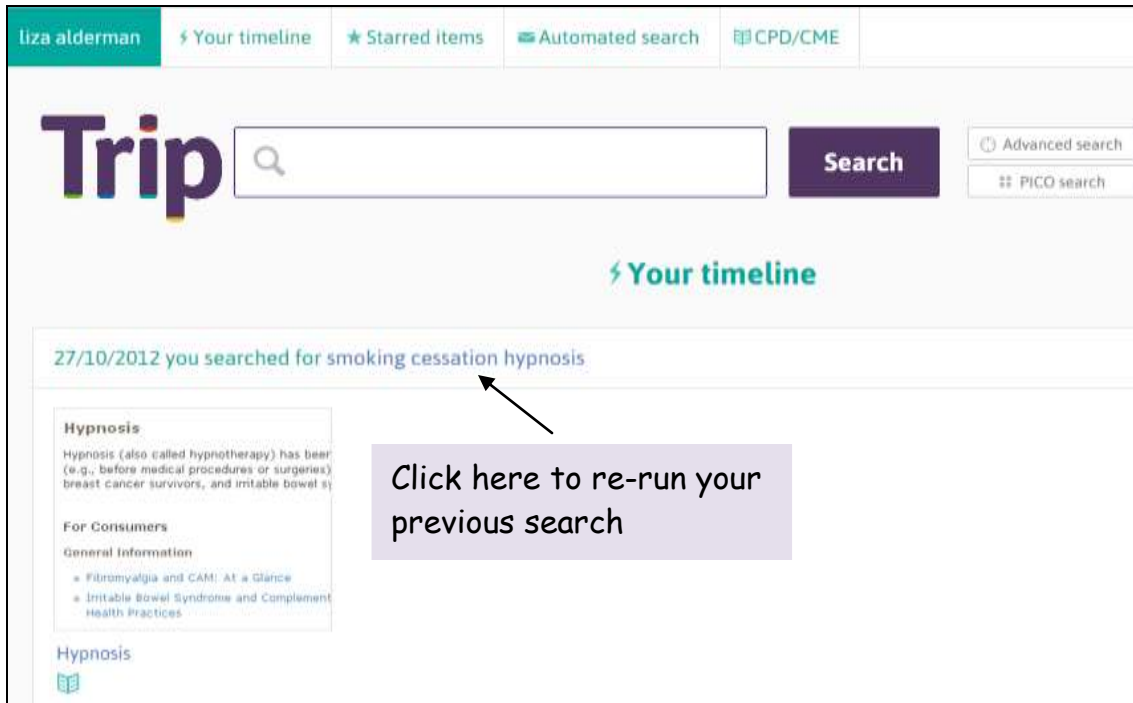 liza alderman Your timeline Starred items Automated search CPD/CME
Trip
Search
Advanced search
PICO search
Your timeline
27/10/2012 you searched for smoking cessation hypnosis
Hypnosis
Hypnosis (also called hypnotherapy) has been
(e.g., before medical procedures or surgeries)
breast cancer survivors, and irritable bowel sy
For Consumers
General Information
Fibromyalgia and CAM: At a Glance
Irritable Bowel Syndrome and Complement
Health Practices
Hypnosis
Click here to re-run your
previous search